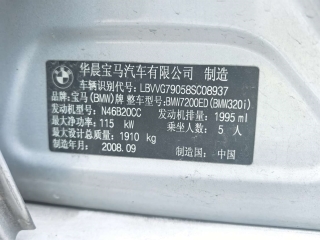 华晨宝马汽车有限公司 制造
车辆识别代号: LBVVG79058SC08937
品牌: 宝马(BMW)牌 整车型号: BMW7200ED(BMW320i)
发动机型号: N46B20CC 发动机排量: 1995 ml
最大净功率: 115 kW 乘坐人数: 5 人
最大设计总质量: 1910 kg
制造年月: 2008.09 制造国: 中国